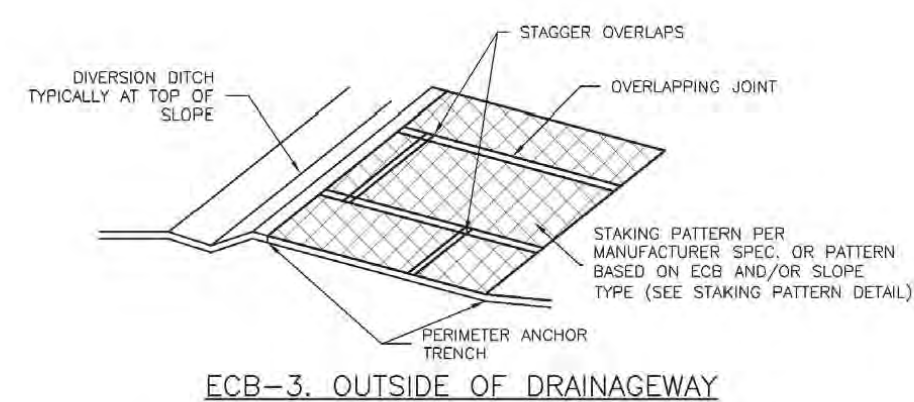 STAGGER OVERLAPS
DIVERSION DITCH
TYPICALLY AT TOP OF
SLOPE
OVERLAPPING JOINT
STAKING PATTERN PER
MANUFACTURER SPEC. OR PATTERN
BASED ON ECB AND/OR SLOPE
TYPE (SEE STAKING PATTERN DETAIL)
PERIMETER ANCHOR
TRENCH
ECB-3. OUTSIDE OF DRAINAGEWAY